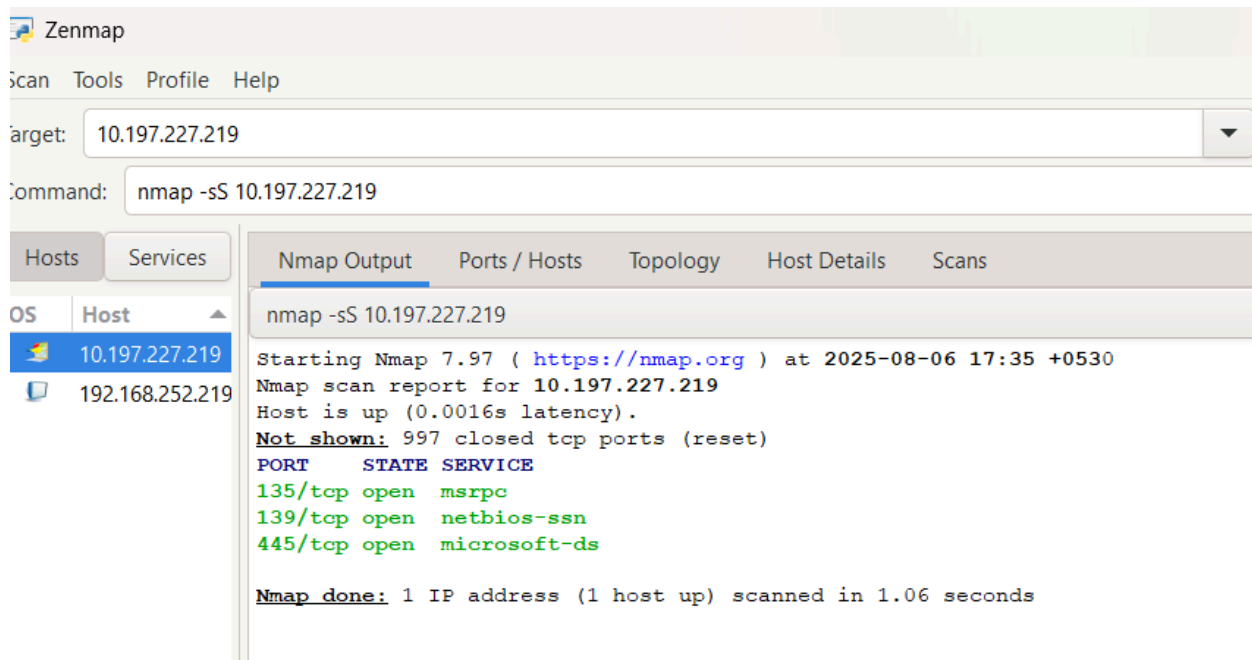 Zenmap
Scan Tools Profile Help
Target: 10.197.227.219
Command: nmap -sS 10.197.227.219
Hosts Services
OS Host
10.197.227.219
192.168.252.219
Nmap Output Ports / Hosts Topology Host Details Scans
nmap -sS 10.197.227.219
Starting Nmap 7.97 ( https://nmap.org ) at 2025-08-06 17:35 +0530
Nmap scan report for 10.197.227.219
Host is up (0.0016s latency).
Not shown: 997 closed tcp ports (reset)
PORT STATE SERVICE
135/tcp open msrpc
139/tcp open netbios-ssn
445/tcp open microsoft-ds
Nmap done: 1 IP address (1 host up) scanned in 1.06 seconds